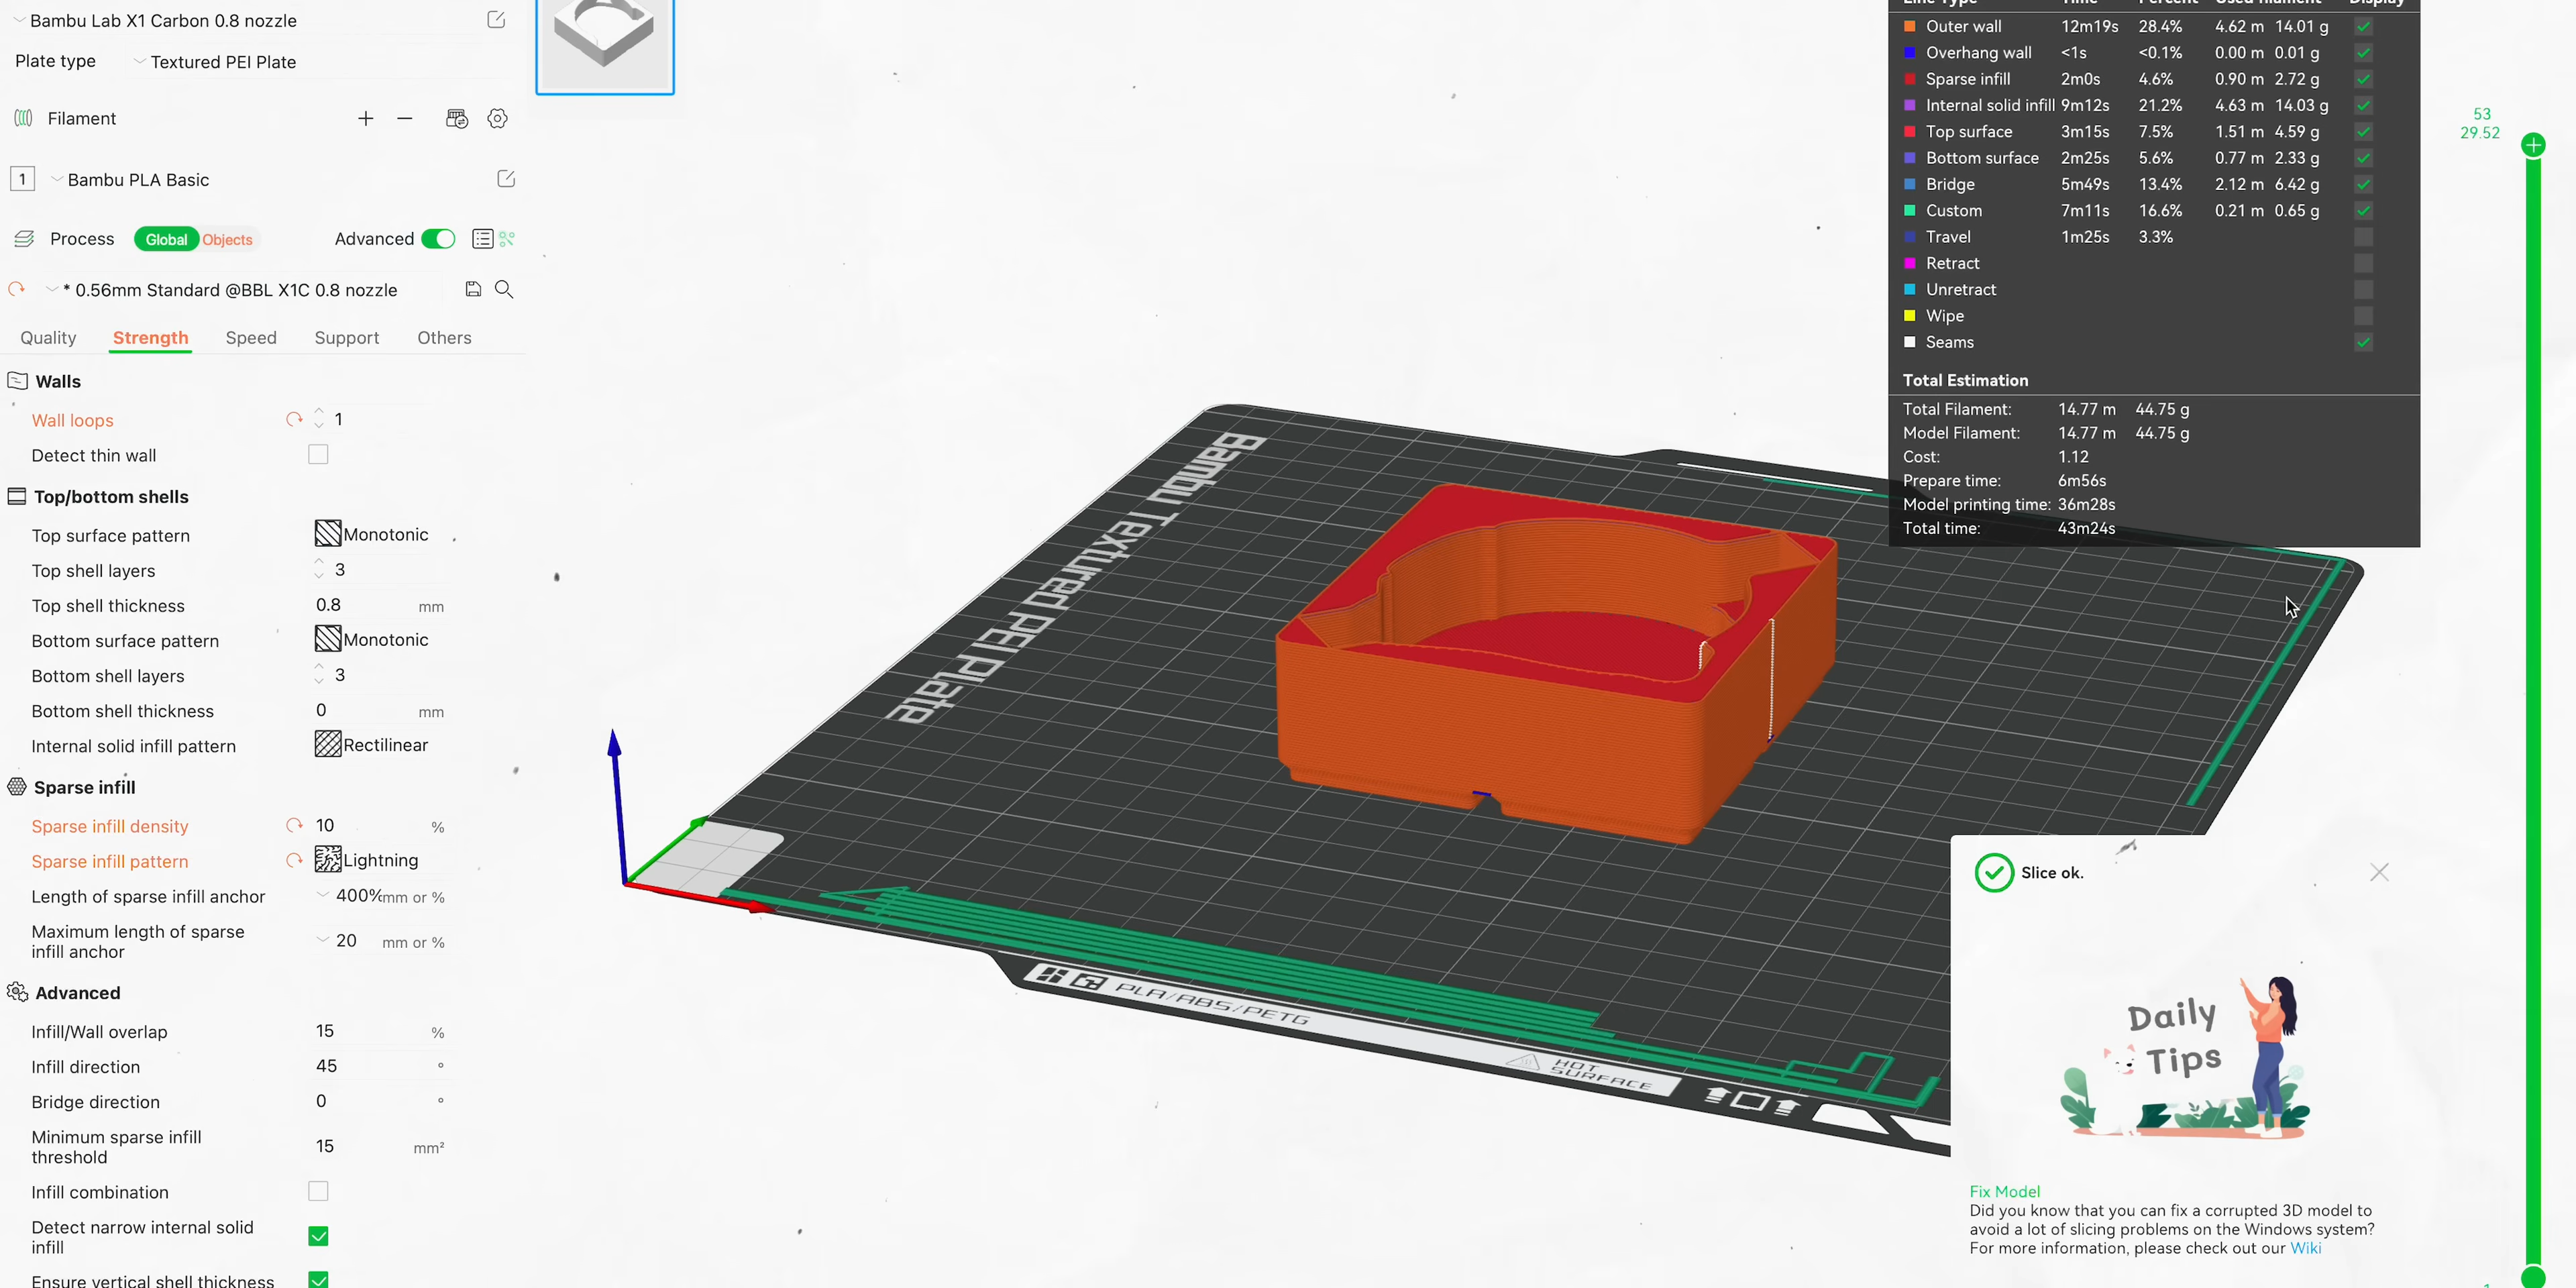 Bambu Lab X1 Carbon 0.8 nozzle
Plate type Textured PEI Plate
Filament
1 Bambu PLA Basic
Process Global Objects Advanced
* 0.56mm Standard @BBL X1C 0.8 nozzle
Quality Strength Speed Support Others
Walls
Wall loops 1
Detect thin wall
Top/bottom shells
Top surface pattern Monotonic
Top shell layers 3
Top shell thickness 0.8 mm
Bottom surface pattern Monotonic
Bottom shell layers 3
Bottom shell thickness 0 mm
Internal solid infill pattern Rectilinear
Sparse infill
Sparse infill density 10 %
Sparse infill pattern Lightning
Length of sparse infill anchor 400% mm or %
Maximum length of sparse
infill anchor 20 mm or %
Advanced
Infill/Wall overlap 15 %
Infill direction 45 °
Bridge direction 0 °
Minimum sparse infill
threshold 15 mm²
Infill combination
Detect narrow internal solid
infill
Ensure vertical shell thickness
Bambu Textured PEI Plate
PLA/ABS/PETG
HOT
SURFACE
Line Type Time Percent Used filament Display
Outer wall 12m19s 28.4% 4.62 m 14.01 g
Overhang wall <1s <0.1% 0.00 m 0.01 g
Sparse infill 2m0s 4.6% 0.90 m 2.72 g
Internal solid infill 9m12s 21.2% 4.63 m 14.03 g
Top surface 3m15s 7.5% 1.51 m 4.59 g
Bottom surface 2m25s 5.6% 0.77 m 2.33 g
Bridge 5m49s 13.4% 2.12 m 6.42 g
Custom 7m11s 16.6% 0.21 m 0.65 g
Travel 1m25s 3.3%
Retract
Unretract
Wipe
Seams
Total Estimation
Total Filament: 14.77 m 44.75 g
Model Filament: 14.77 m 44.75 g
Cost: 1.12
Prepare time: 6m56s
Model printing time: 36m28s
Total time: 43m24s
53
29.52
Slice ok.
Daily
Tips
Fix Model
Did you know that you can fix a corrupted 3D model to
avoid a lot of slicing problems on the Windows system?
For more information, please check out our Wiki